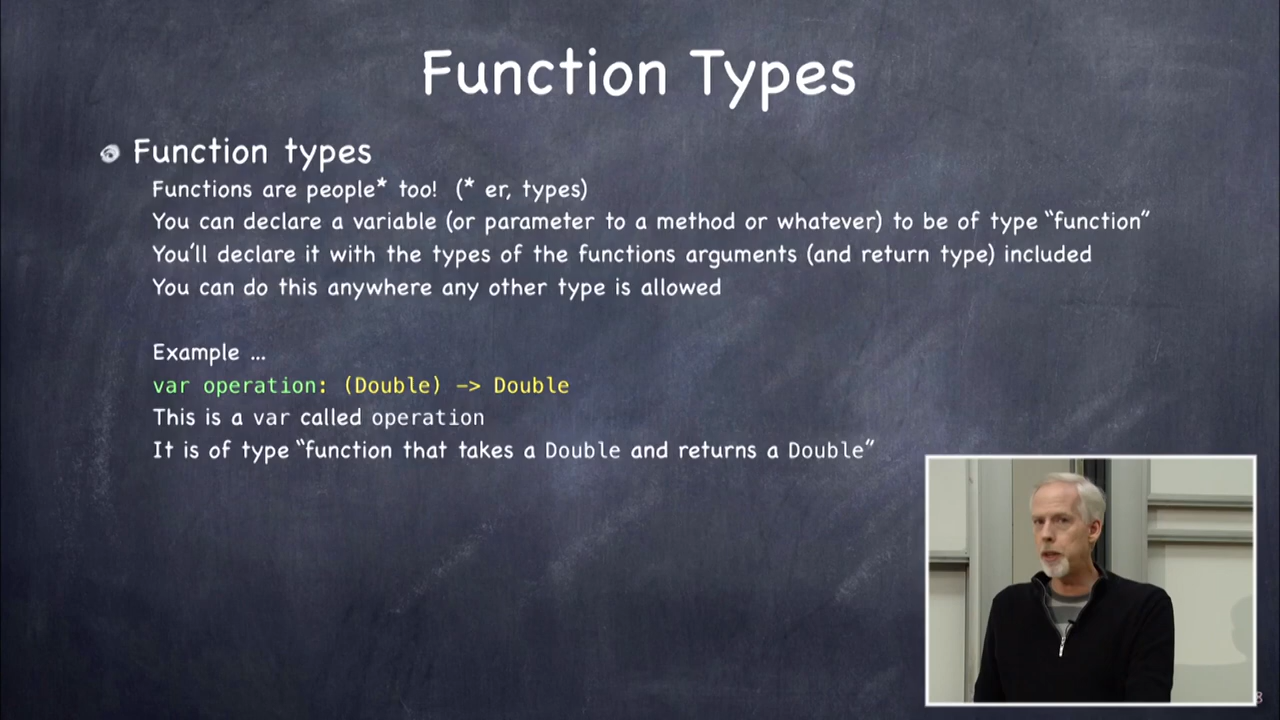 Function Types
Function types
Functions are people* too! (* er, types)
You can declare a variable (or parameter to a method or whatever) to be of type “function”
You’ll declare it with the types of the functions arguments (and return type) included
You can do this anywhere any other type is allowed
Example ...
var operation: (Double) -> Double
This is a var called operation
It is of type “function that takes a Double and returns a Double”
8